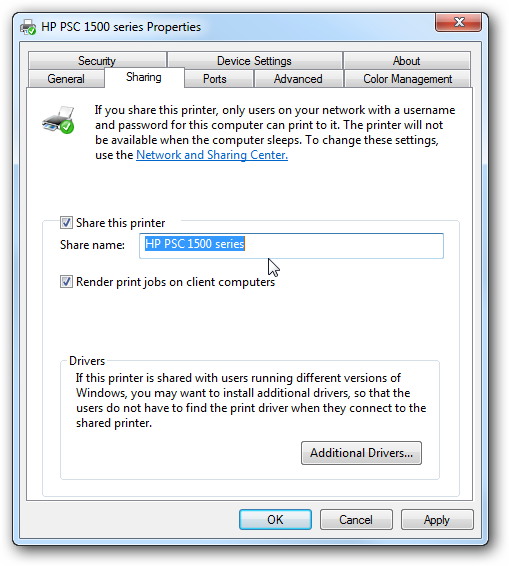 HP PSC 1500 series Properties
Security Device Settings About
General Sharing Ports Advanced Color Management
If you share this printer, only users on your network with a username
and password for this computer can print to it. The printer will not
be available when the computer sleeps. To change these settings,
use the Network and Sharing Center.
Share this printer
Share name: HP PSC 1500 series
Render print jobs on client computers
Drivers
If this printer is shared with users running different versions of
Windows, you may want to install additional drivers, so that the
users do not have to find the print driver when they connect to the
shared printer.
Additional Drivers...
OK Cancel Apply